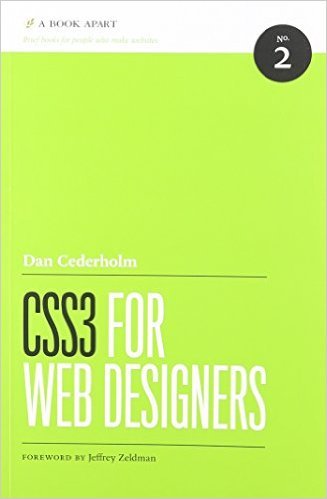 A BOOK APART
Brief books for people who make websites
No.
2
Dan Cederholm
CSS3 FOR
WEB DESIGNERS
FOREWORD BY Jeffrey Zeldman